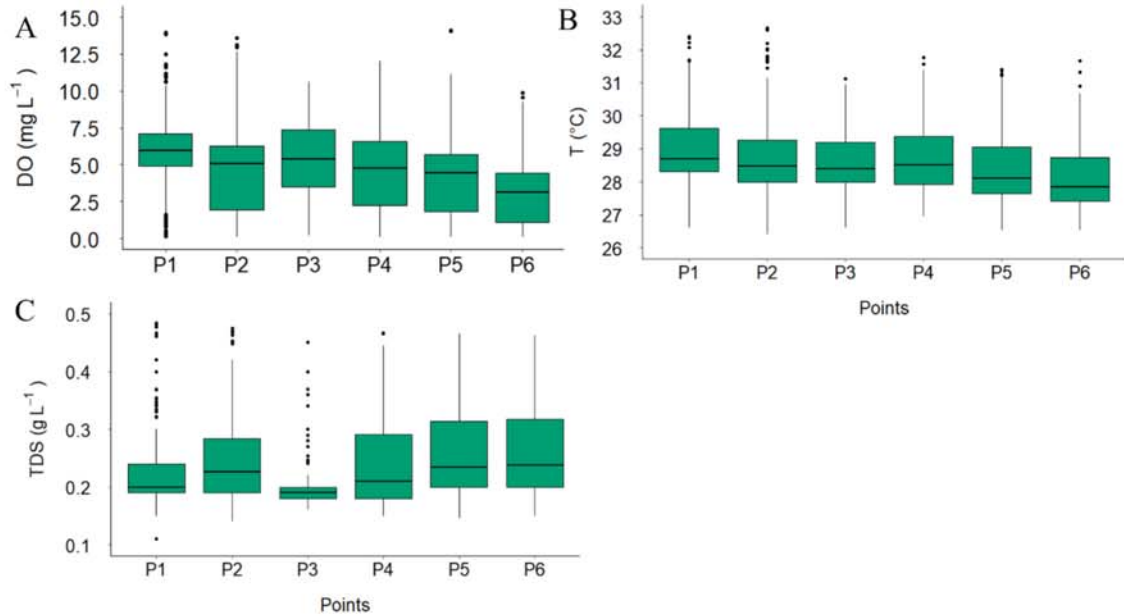 A
DO (mg L⁻¹)
15.0
12.5
10.0
7.5
5.0
2.5
0.0
P1 P2 P3 P4 P5 P6
B
T (°C)
33
32
31
30
29
28
27
26
P1 P2 P3 P4 P5 P6
Points
C
TDS (g L⁻¹)
0.5
0.4
0.3
0.2
0.1
P1 P2 P3 P4 P5 P6
Points